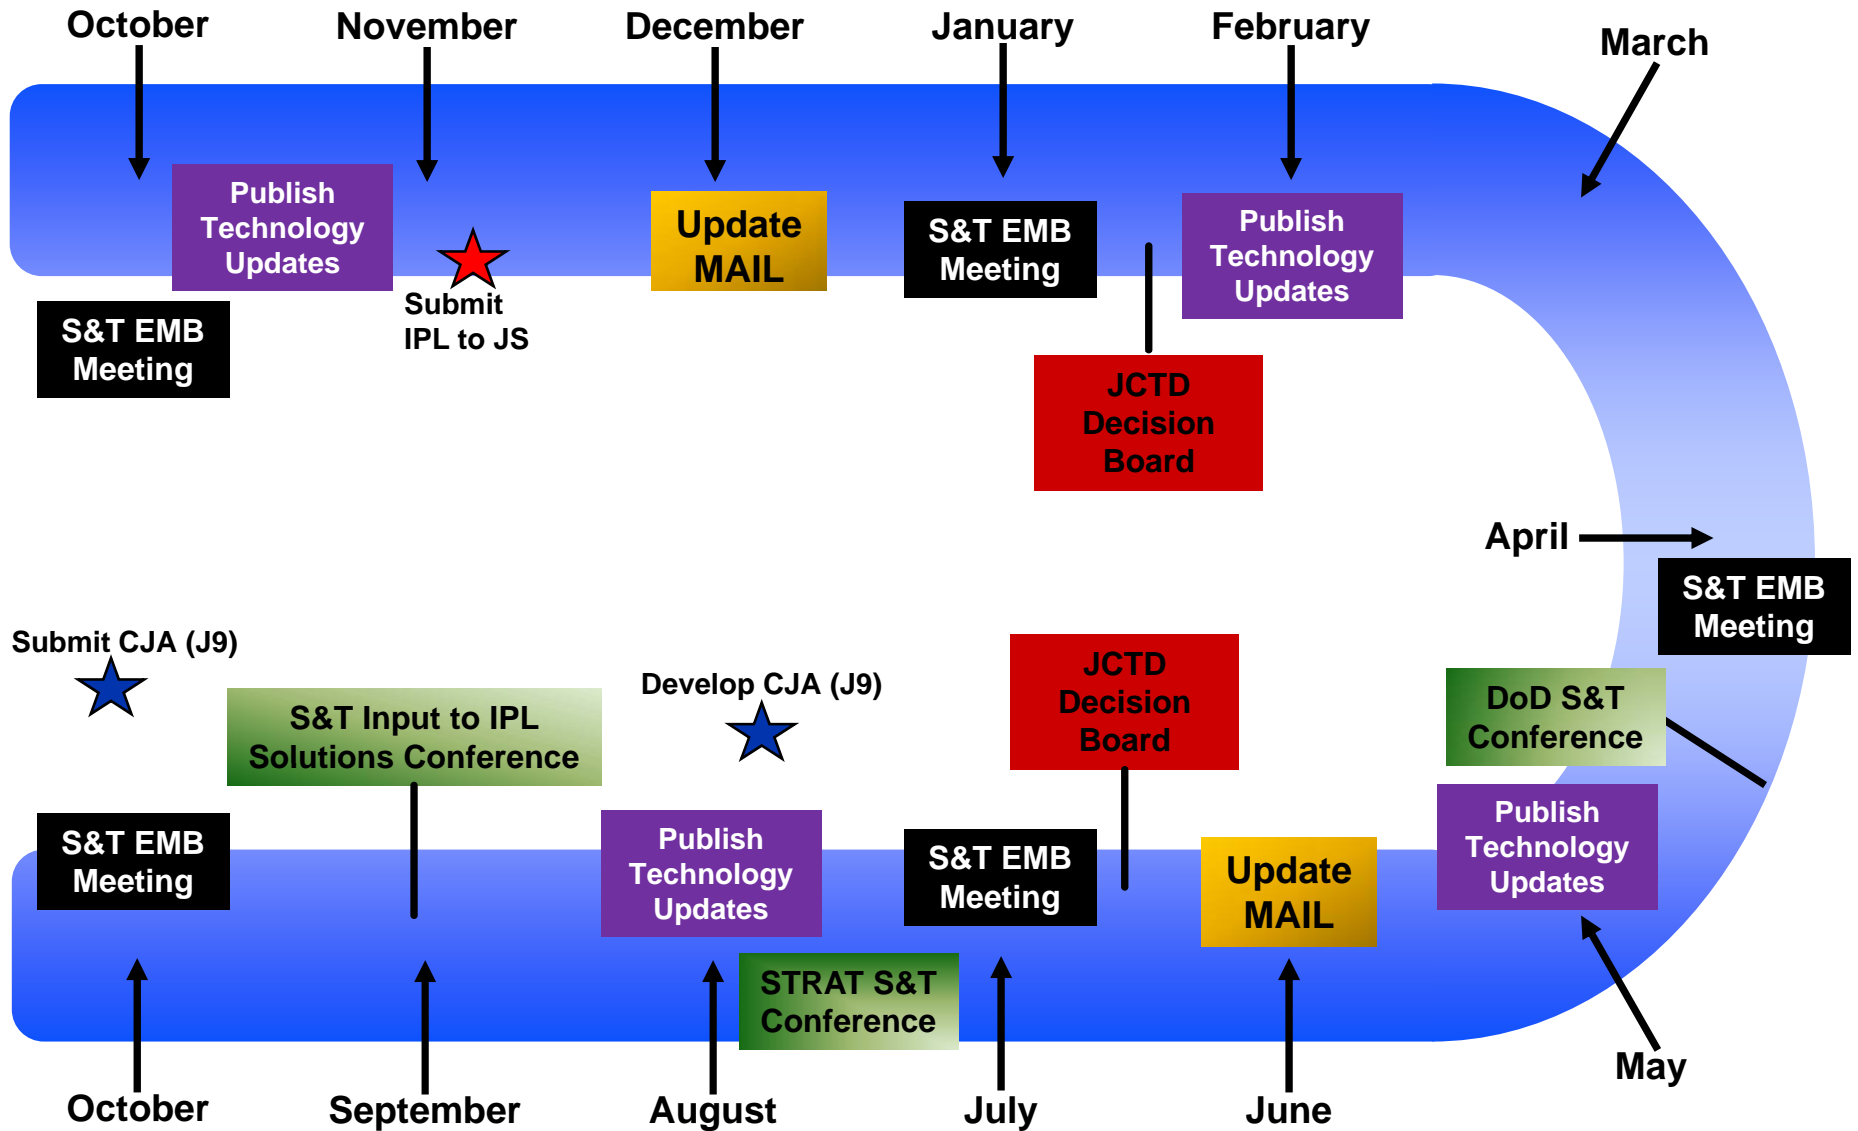 October
November
December
January
February
March
Publish
Technology
Updates
Update
MAIL
S&T EMB
Meeting
Publish
Technology
Updates
S&T EMB
Meeting
Submit
IPL to JS
JCTD
Decision
Board
April
S&T EMB
Meeting
Submit CJA (J9)
S&T Input to IPL
Solutions Conference
Develop CJA (J9)
JCTD
Decision
Board
DoD S&T
Conference
S&T EMB
Meeting
Publish
Technology
Updates
S&T EMB
Meeting
Update
MAIL
Publish
Technology
Updates
STRAT S&T
Conference
October
September
August
July
June
May